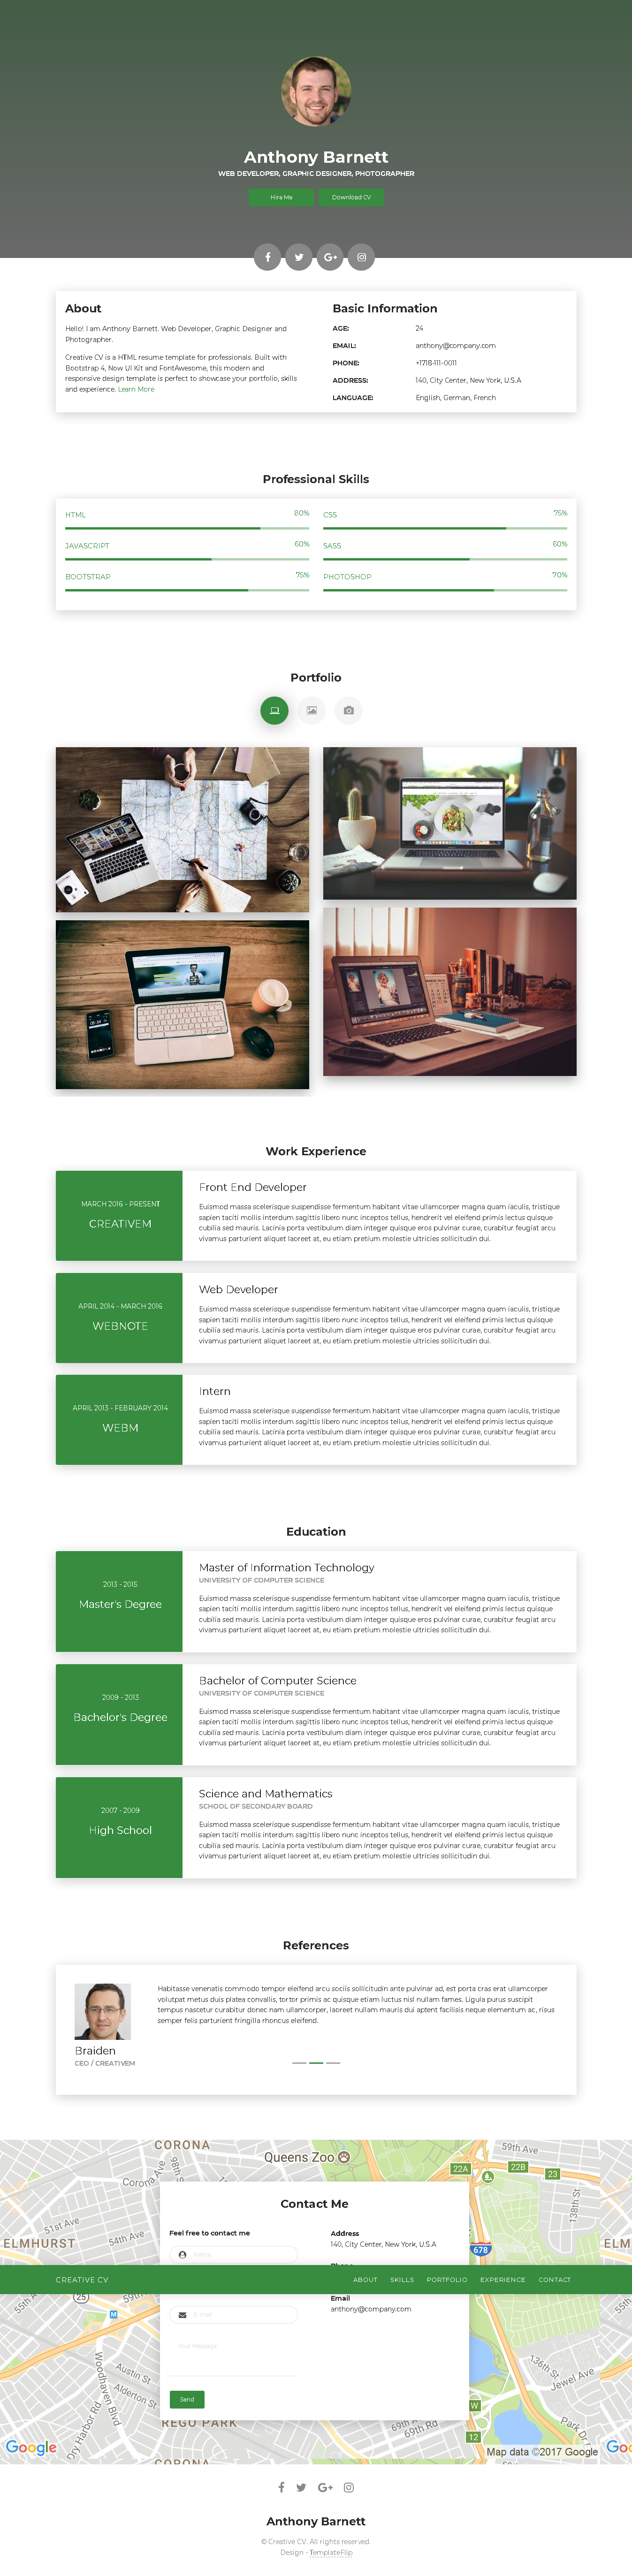 Anthony Barnett
WEB DEVELOPER, GRAPHIC DESIGNER, PHOTOGRAPHER
Hire Me
Download CV
About
Hello! I am Anthony Barnett. Web Developer, Graphic Designer and
Photographer.
Creative CV is a HTML resume template for professionals. Built with
Bootstrap 4, Now UI Kit and FontAwesome, this modern and
responsive design template is perfect to showcase your portfolio, skills
and experience. Learn More
Basic Information
AGE: 24
EMAIL: anthony@company.com
PHONE: +1718-111-0011
ADDRESS: 140, City Center, New York, U.S.A
LANGUAGE: English, German, French
Professional Skills
HTML 80%
CSS 75%
JAVASCRIPT 60%
SASS 60%
BOOTSTRAP 75%
PHOTOSHOP 70%
Portfolio
Work Experience
MARCH 2016 - PRESENT
CREATIVEM
Front End Developer
Euismod massa scelerisque suspendisse fermentum habitant vitae ullamcorper magna quam iaculis, tristique
sapien taciti mollis interdum sagittis libero nunc inceptos tellus, hendrerit vel eleifend primis lectus quisque
cubilia sed mauris. Lacinia porta vestibulum diam integer quisque eros pulvinar curae, curabitur feugiat arcu
vivamus parturient aliquet laoreet at, eu etiam pretium molestie ultricies sollicitudin dui.
APRIL 2014 - MARCH 2016
WEBNOTE
Web Developer
Euismod massa scelerisque suspendisse fermentum habitant vitae ullamcorper magna quam iaculis, tristique
sapien taciti mollis interdum sagittis libero nunc inceptos tellus, hendrerit vel eleifend primis lectus quisque
cubilia sed mauris. Lacinia porta vestibulum diam integer quisque eros pulvinar curae, curabitur feugiat arcu
vivamus parturient aliquet laoreet at, eu etiam pretium molestie ultricies sollicitudin dui.
APRIL 2013 - FEBRUARY 2014
WEBM
Intern
Euismod massa scelerisque suspendisse fermentum habitant vitae ullamcorper magna quam iaculis, tristique
sapien taciti mollis interdum sagittis libero nunc inceptos tellus, hendrerit vel eleifend primis lectus quisque
cubilia sed mauris. Lacinia porta vestibulum diam integer quisque eros pulvinar curae, curabitur feugiat arcu
vivamus parturient aliquet laoreet at, eu etiam pretium molestie ultricies sollicitudin dui.
Education
2013 - 2015
Master's Degree
Master of Information Technology
UNIVERSITY OF COMPUTER SCIENCE
Euismod massa scelerisque suspendisse fermentum habitant vitae ullamcorper magna quam iaculis, tristique
sapien taciti mollis interdum sagittis libero nunc inceptos tellus, hendrerit vel eleifend primis lectus quisque
cubilia sed mauris. Lacinia porta vestibulum diam integer quisque eros pulvinar curae, curabitur feugiat arcu
vivamus parturient aliquet laoreet at, eu etiam pretium molestie ultricies sollicitudin dui.
2009 - 2013
Bachelor's Degree
Bachelor of Computer Science
UNIVERSITY OF COMPUTER SCIENCE
Euismod massa scelerisque suspendisse fermentum habitant vitae ullamcorper magna quam iaculis, tristique
sapien taciti mollis interdum sagittis libero nunc inceptos tellus, hendrerit vel eleifend primis lectus quisque
cubilia sed mauris. Lacinia porta vestibulum diam integer quisque eros pulvinar curae, curabitur feugiat arcu
vivamus parturient aliquet laoreet at, eu etiam pretium molestie ultricies sollicitudin dui.
2007 - 2009
High School
Science and Mathematics
SCHOOL OF SECONDARY BOARD
Euismod massa scelerisque suspendisse fermentum habitant vitae ullamcorper magna quam iaculis, tristique
sapien taciti mollis interdum sagittis libero nunc inceptos tellus, hendrerit vel eleifend primis lectus quisque
cubilia sed mauris. Lacinia porta vestibulum diam integer quisque eros pulvinar curae, curabitur feugiat arcu
vivamus parturient aliquet laoreet at, eu etiam pretium molestie ultricies sollicitudin dui.
References
Habitasse venenatis commodo tempor eleifend arcu sociis sollicitudin ante pulvinar ad, est porta cras erat ullamcorper
volutpat metus duis platea convallis, tortor primis ac quisque etiam luctus nisl nullam fames. Ligula purus suscipit
tempus nascetur curabitur donec nam ullamcorper, laoreet nullam mauris dui aptent facilisis neque elementum ac, risus
semper felis parturient fringilla rhoncus eleifend.
Braiden
CEO / CREATIVEM
CORONA
Queens Zoo
59th Ave
22A
22B
23
Corona Ave
98th St
138th St
51st Ave
54th Ave
55th Ave
ELMHURST
ELM
678
Contact Me
Feel free to contact me
Name
Address
140, City Center, New York, U.S.A
CREATIVE CV
ABOUT
SKILLS
PORTFOLIO
EXPERIENCE
CONTACT
Email
anthony@company.com
E-mail
Your Message
Send
25
M
Woodhaven Blvd
Austin St
Alderton St
Dry Harbor Rd
REGO PARK
69th Rd
136th St
Jewel Ave
Park Dr
W
12
CORONA
Google
Map data ©2017 Google
Goo
Anthony Barnett
© Creative CV. All rights reserved.
Design - TemplateFlip